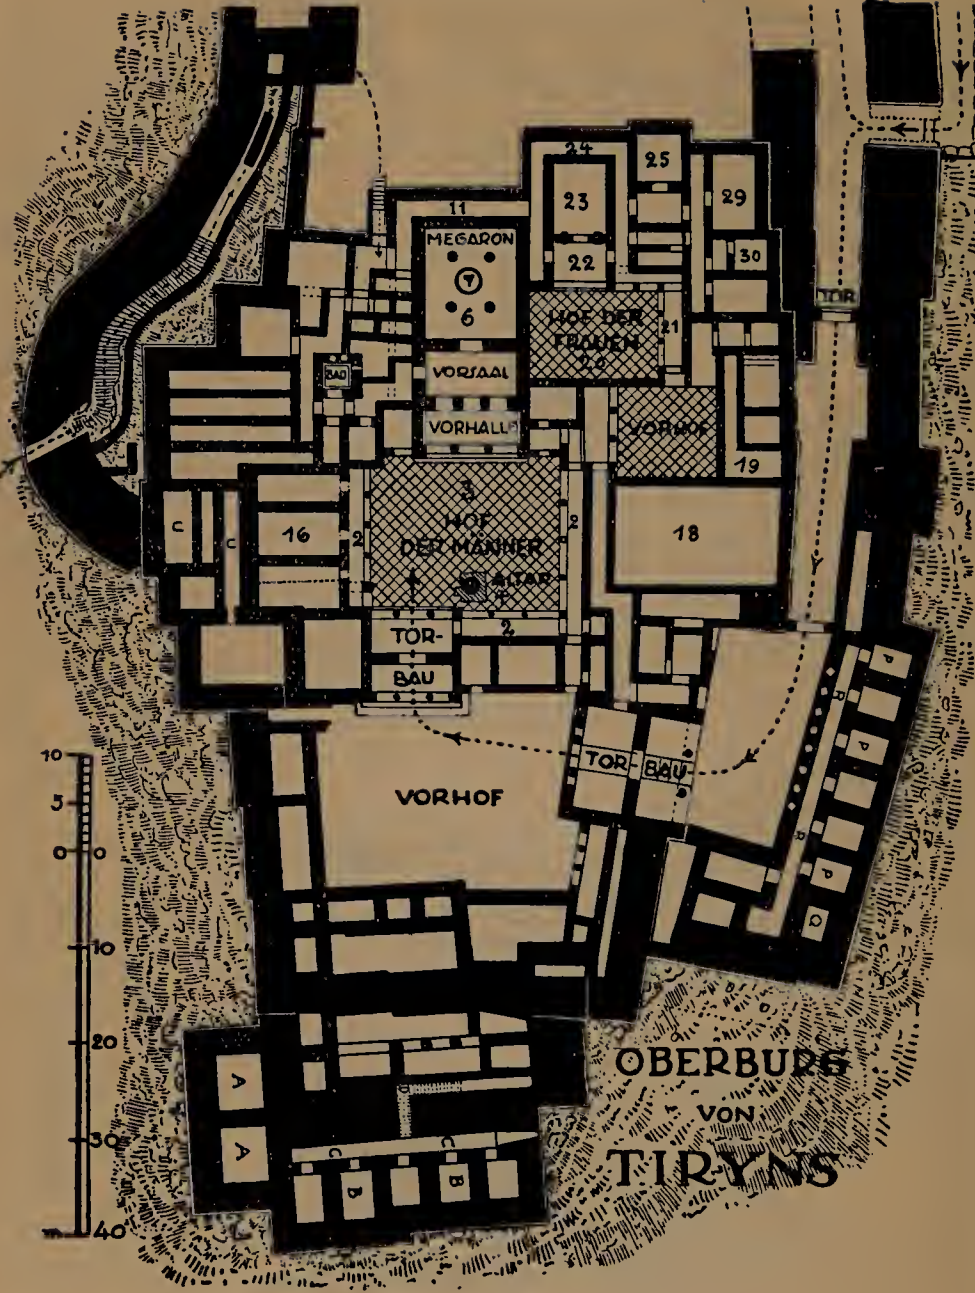 24
25
23
29
11
MEGARON
22
30
6
TOR
HOF DER
FRAUEN
21
20
VORSAAL
BAD
VORHALLE
VORHOF
19
3
HOF
DER MÄNNER
2
2
16
18
U
U
ALTAR
TOR-
2
BAU
P
R
TOR-BAU
P
VORHOF
R
P
Q
10
5
0 0
10
20
30
m 40
A
A
C
C
B
B
OBERBURG
VON
TIRYNS